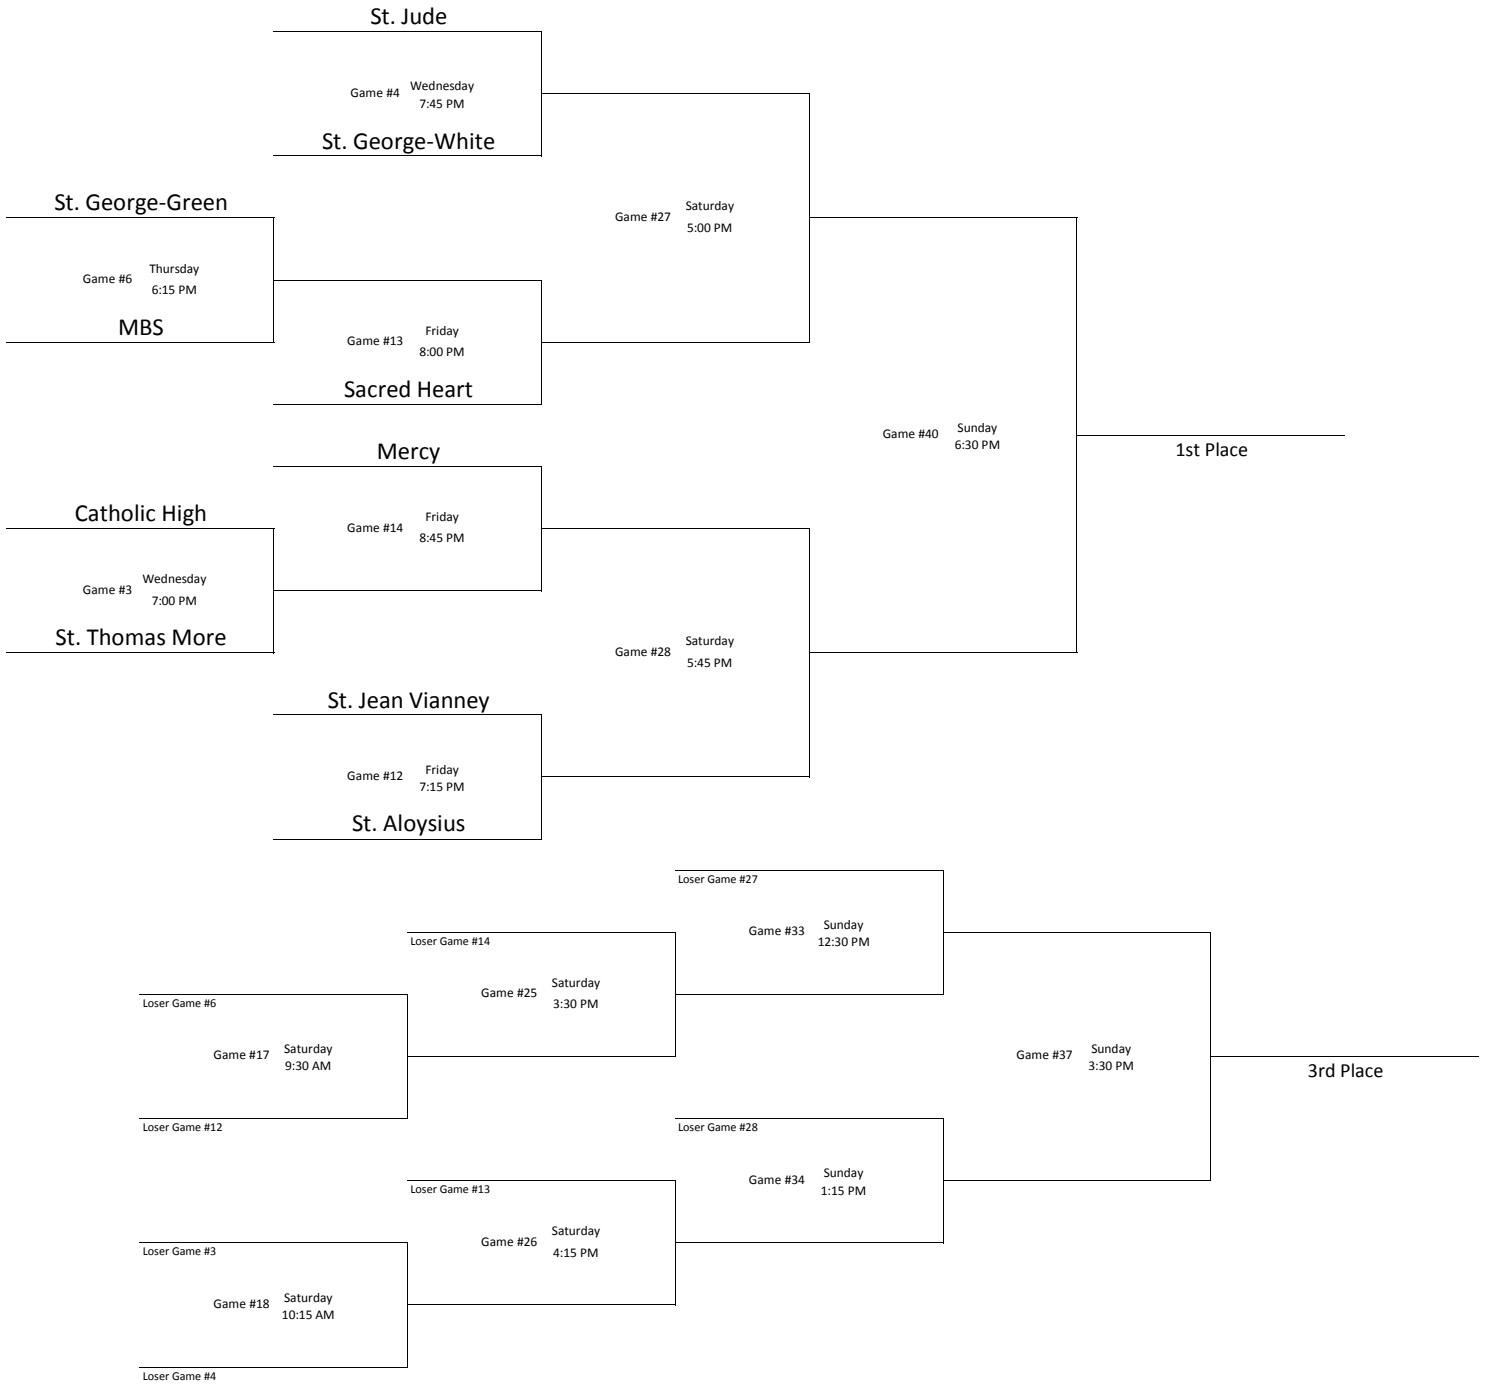 St. Jude
Game #4
Wednesday
7:45 PM
St. George-White
St. George-Green
Game #27
Saturday
5:00 PM
Game #6
Thursday
6:15 PM
MBS
Game #13
Friday
8:00 PM
Sacred Heart
Game #40
Sunday
6:30 PM
1st Place
Mercy
Catholic High
Game #14
Friday
8:45 PM
Game #3
Wednesday
7:00 PM
St. Thomas More
Game #28
Saturday
5:45 PM
St. Jean Vianney
Game #12
Friday
7:15 PM
St. Aloysius
Loser Game #27
Game #33
Sunday
12:30 PM
Loser Game #14
Game #25
Saturday
3:30 PM
Loser Game #6
Game #17
Saturday
9:30 AM
Game #37
Sunday
3:30 PM
3rd Place
Loser Game #12
Loser Game #28
Game #34
Sunday
1:15 PM
Loser Game #13
Game #26
Saturday
4:15 PM
Loser Game #3
Game #18
Saturday
10:15 AM
Loser Game #4